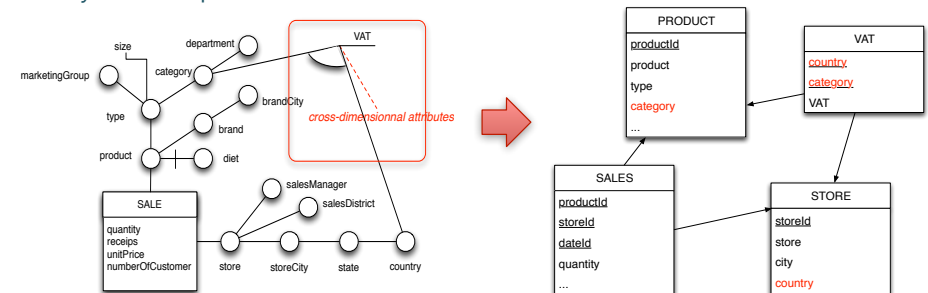 size
department
VAT
marketingGroup
category
type
brandCity
cross-dimensionnal attributes
brand
product
diet
SALE
quantity
receips
unitPrice
numberOfCustomer
salesManager
salesDistrict
store
storeCity
state
country
PRODUCT
productId
product
type
category
...
VAT
country
category
VAT
SALES
productId
storeId
dateId
quantity
...
STORE
storeId
store
city
country